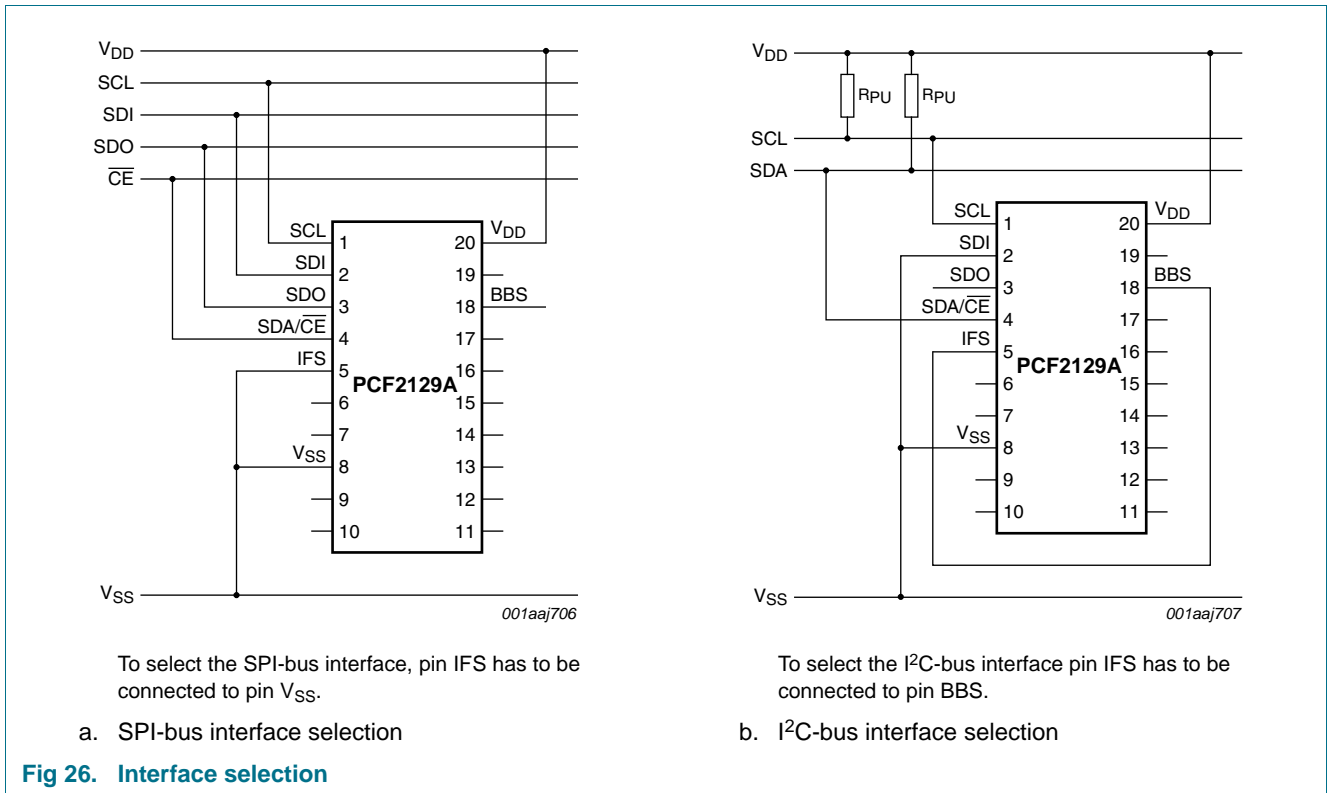 VDD
SCL
SDI
SDO
CE
SCL
1
SDI
2
SDO
3
SDA/CE
4
IFS
5
6
7
VSS
8
9
10
PCF2129A
VDD
20
19
BBS
18
17
16
15
14
13
12
11
VSS
001aaj706
To select the SPI-bus interface, pin IFS has to be
connected to pin VSS.
a. SPI-bus interface selection
VDD
RPU
RPU
SCL
SDA
SCL
1
SDI
2
SDO
3
SDA/CE
4
IFS
5
6
7
VSS
8
9
10
PCF2129A
VDD
20
19
BBS
18
17
16
15
14
13
12
11
VSS
001aaj707
To select the I2C-bus interface pin IFS has to be
connected to pin BBS.
b. I2C-bus interface selection
Fig 26. Interface selection